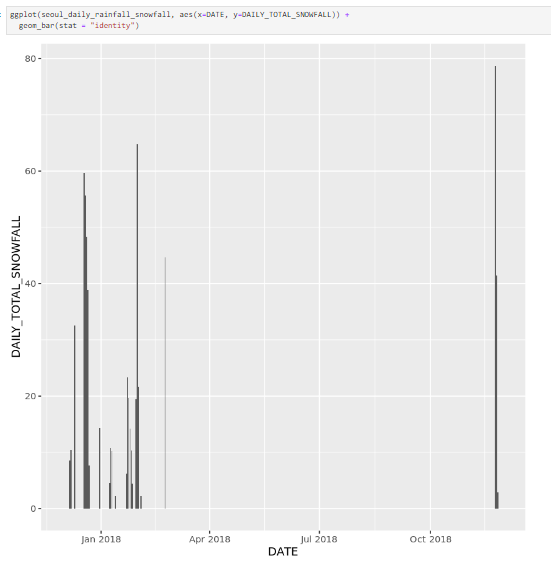 ggplot(seoul_daily_rainfall_snowfall, aes(x=DATE, y=DAILY_TOTAL_SNOWFALL)) +
geom_bar(stat = "identity")
80
60
40
20
0
DAILY_TOTAL_SNOWFALL
Jan 2018 Apr 2018 Jul 2018 Oct 2018
DATE